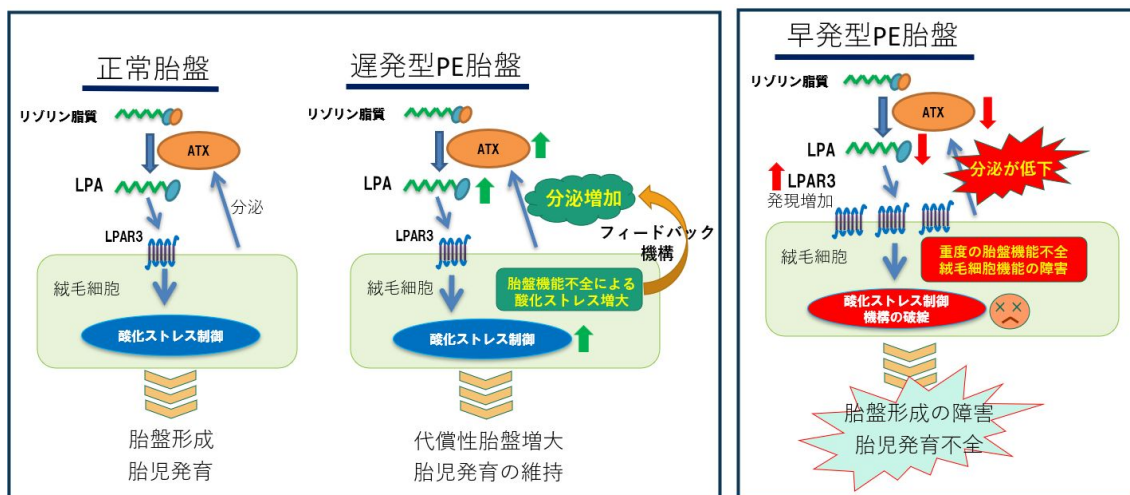 正常胎盤
リゾリン脂質
ATX
LPA
分泌
LPAR3
絨毛細胞
酸化ストレス制御
胎盤形成
胎児発育
遅発型PE胎盤
リゾリン脂質
ATX
LPA
分泌増加
LPAR3
フィードバック
機構
絨毛細胞
胎盤機能不全による
酸化ストレス増大
酸化ストレス制御
代償性胎盤増大
胎児発育の維持
早発型PE胎盤
リゾリン脂質
ATX
LPA
分泌が低下
LPAR3
発現増加
絨毛細胞
重度の胎盤機能不全
絨毛細胞機能の障害
酸化ストレス制御
機構の破綻
胎盤形成の障害
胎児発育不全